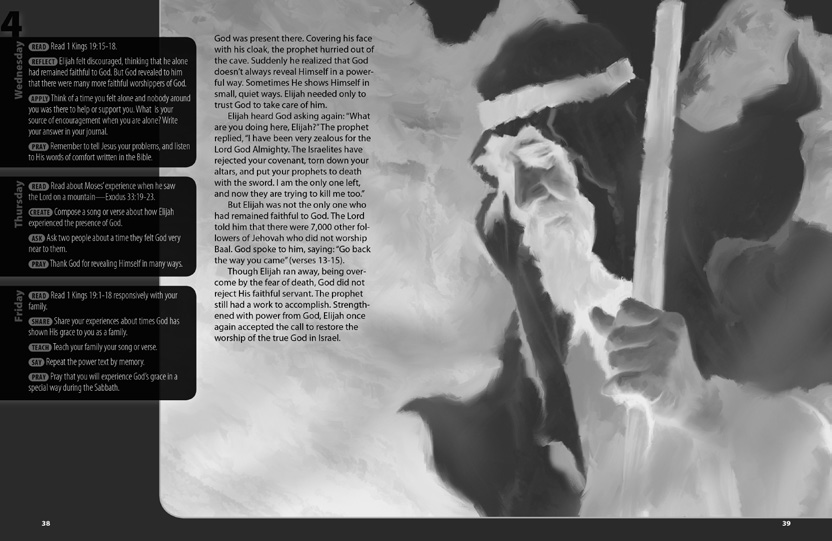 4
Wednesday
READ Read 1 Kings 19:15-18.
REFLECT Elijah felt discouraged, thinking that he alone
had remained faithful to God. But God revealed to him
that there were many more faithful worshippers of God.
APPLY Think of a time you felt alone and nobody around
you was there to help or support you. What is your
source of encouragement when you are alone? Write
your answer in your journal.
PRAY Remember to tell Jesus your problems, and listen
to His words of comfort written in the Bible.
Thursday
READ Read about Moses' experience when he saw
the Lord on a mountain—Exodus 33:19-23.
CREATE Compose a song or verse about how Elijah
experienced the presence of God.
ASK Ask two people about a time they felt God very
near to them.
PRAY Thank God for revealing Himself in many ways.
Friday
READ Read 1 Kings 19:1-18 responsively with your
family.
SHARE Share your experiences about times God has
shown His grace to you as a family.
TEACH Teach your family your song or verse.
SAY Repeat the power text by memory.
PRAY Pray that you will experience God's grace in a
special way during the Sabbath.
God was present there. Covering his face
with his cloak, the prophet hurried out of
the cave. Suddenly he realized that God
doesn't always reveal Himself in a power-
ful way. Sometimes He shows Himself in
small, quiet ways. Elijah needed only to
trust God to take care of him.
Elijah heard God asking again: "What
are you doing here, Elijah?" The prophet
replied, "I have been very zealous for the
Lord God Almighty. The Israelites have
rejected your covenant, torn down your
altars, and put your prophets to death
with the sword. I am the only one left,
and now they are trying to kill me too."
But Elijah was not the only one who
had remained faithful to God. The Lord
told him that there were 7,000 other fol-
lowers of Jehovah who did not worship
Baal. God spoke to him, saying: "Go back
the way you came" (verses 13-15).
Though Elijah ran away, being over-
come by the fear of death, God did not
reject His faithful servant. The prophet
still had a work to accomplish. Strength-
ened with power from God, Elijah once
again accepted the call to restore the
worship of the true God in Israel.
38
39